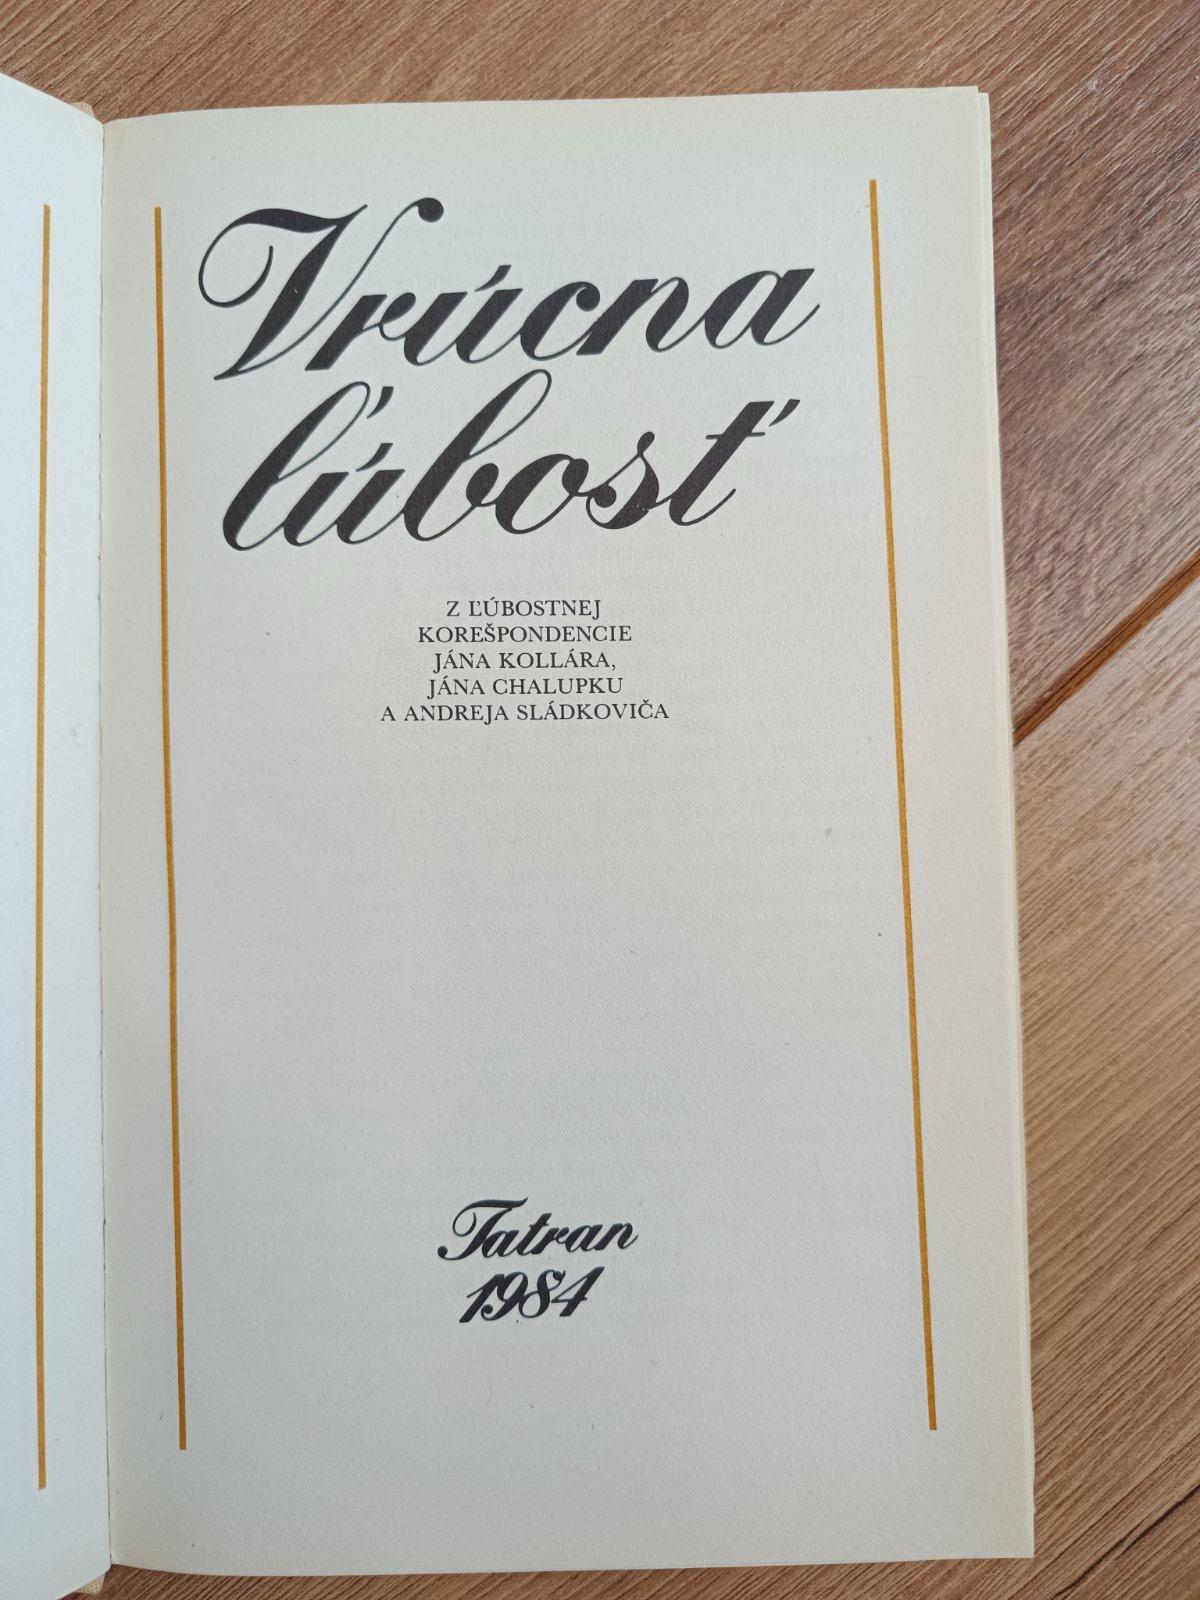 Vrúcna
ľúbosť
Z ĽÚBOSTNEJ
KOREŠPONDENCIE
JÁNA KOLLÁRA,
JÁNA CHALUPKU
A ANDREJA SLÁDKOVIČA
Tatran
1984